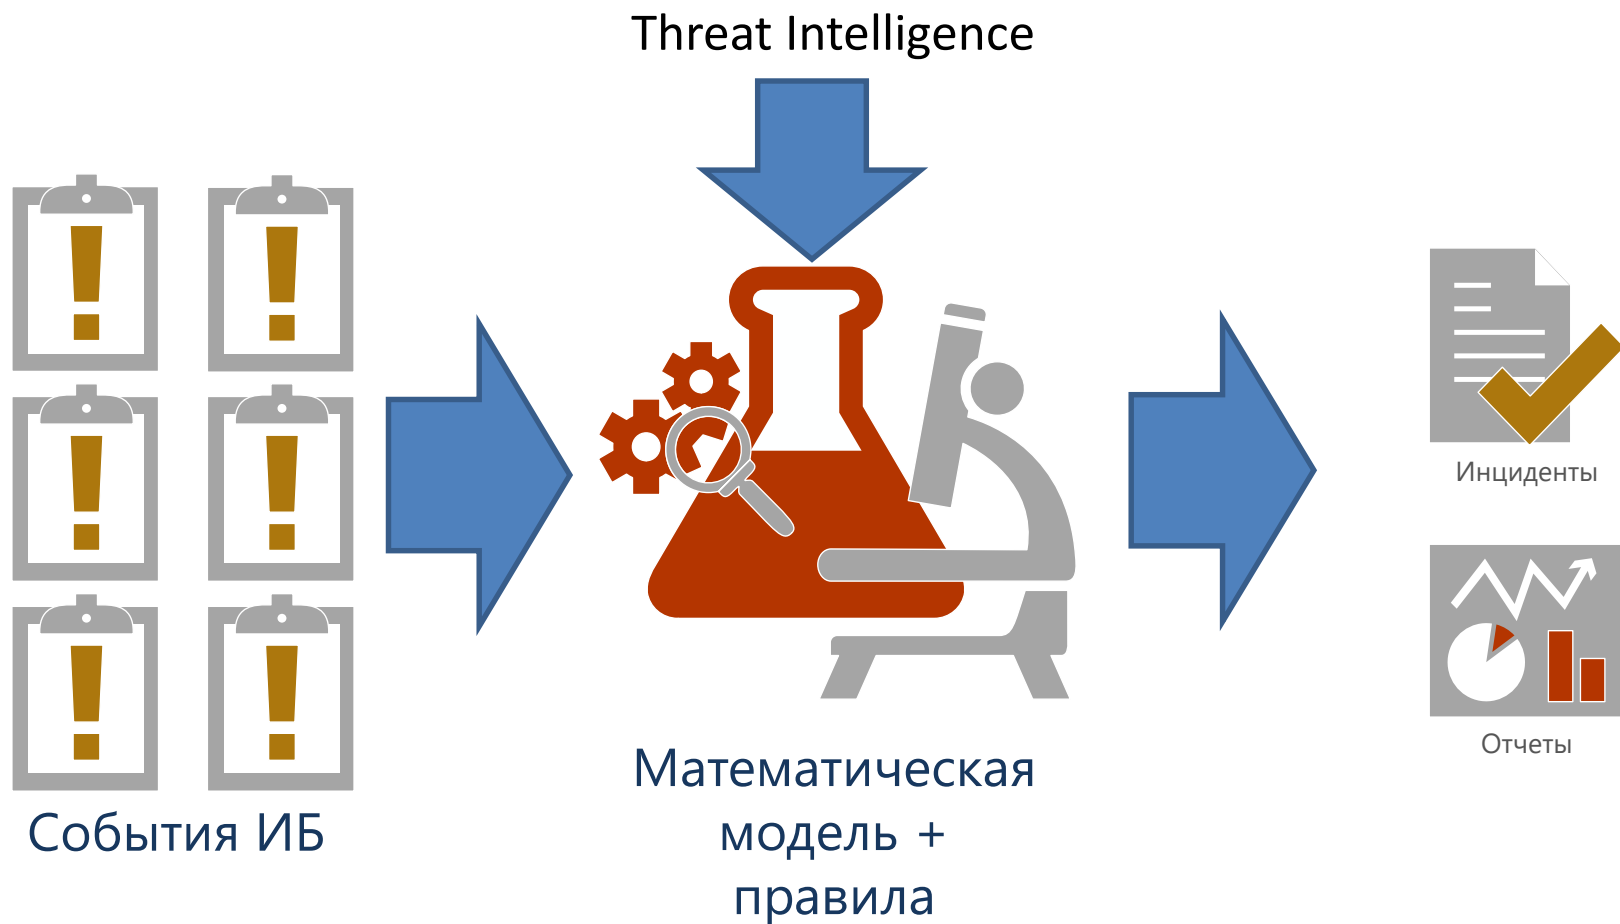 Threat Intelligence
События ИБ
Математическая
модель +
правила
Инциденты
Отчеты